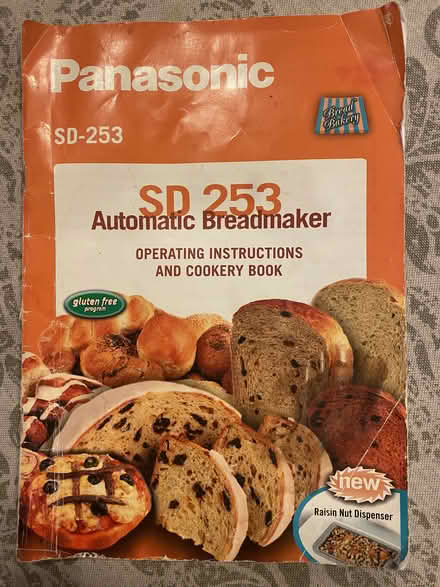 Panasonic
SD-253
Bread
Bakery
SD 253
Automatic Breadmaker
OPERATING INSTRUCTIONS
AND COOKERY BOOK
gluten free
program
new
Raisin Nut Dispenser